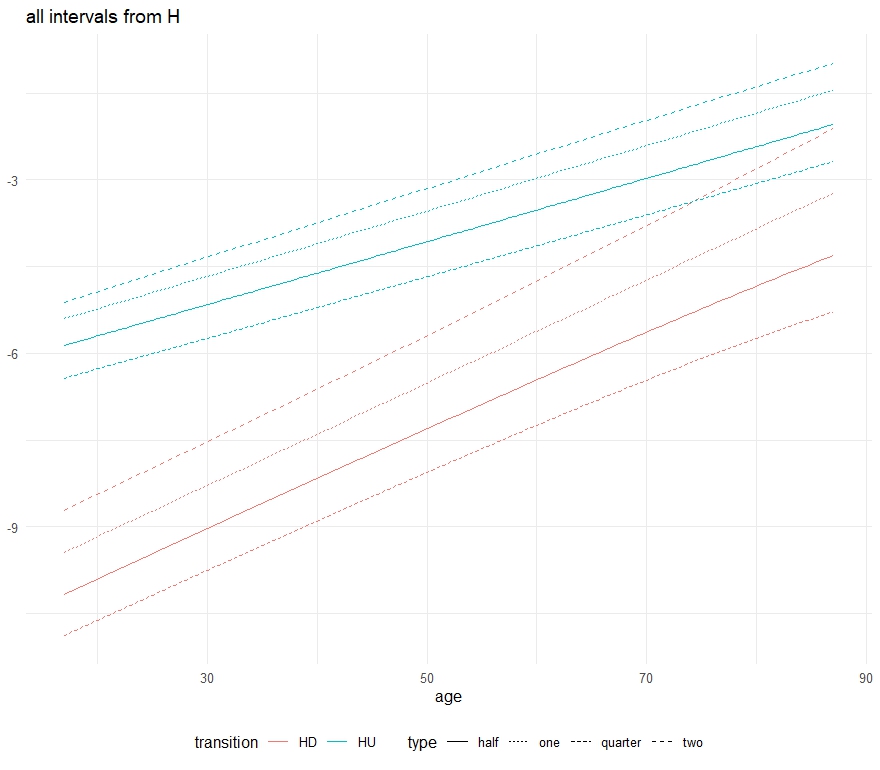 all intervals from H
-3
-6
-9
30 50 70 90
age
transition HD HU type half one quarter two